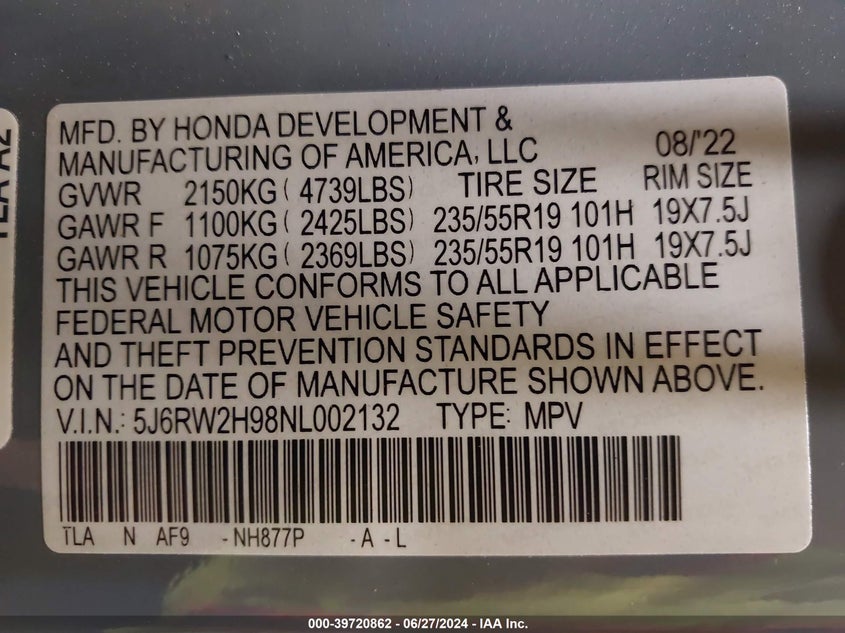 MFD. BY HONDA DEVELOPMENT &
MANUFACTURING OF AMERICA, LLC 08/'22
GVWR 2150KG ( 4739LBS) TIRE SIZE RIM SIZE
GAWR F 1100KG ( 2425LBS) 235/55R19 101H 19X7.5J
GAWR R 1075KG ( 2369LBS) 235/55R19 101H 19X7.5J
THIS VEHICLE CONFORMS TO ALL APPLICABLE
FEDERAL MOTOR VEHICLE SAFETY
AND THEFT PREVENTION STANDARDS IN EFFECT
ON THE DATE OF MANUFACTURE SHOWN ABOVE.
V.I.N.: 5J6RW2H98NL002132 TYPE: MPV
TLA N AF9 -NH877P -A -L
TLA A2
000-39720862 - 06/27/2024 - IAA Inc.